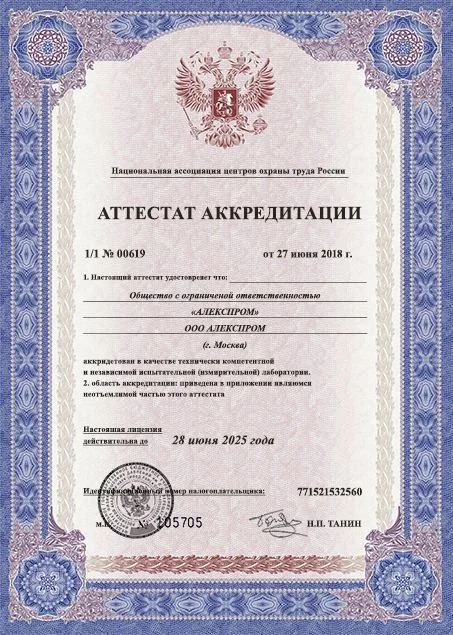 Национальная ассоциация центров охраны труда России
АТТЕСТАТ АККРЕДИТАЦИИ
1/1 № 00619 от 27 июня 2018 г.
1. Настоящий аттестат удостовренет что:
Общество с ограниченой ответственностью
«АЛЕКСПРОМ»
ООО АЛЕКСПРОМ
(г. Москва)
аккридетован в качестве технически компетентной
и независимой испытательной (измирительной) лаборатории.
2. область аккредитации: приведена в приложении являюмся
неотъемлимой частью этого аттестата
Настоящая лицензия
действительна до 28 июня 2025 года
Идентификационный номер налогоплательщика: 771521532560
м.п. № 105705 Н.П. ТАНИН